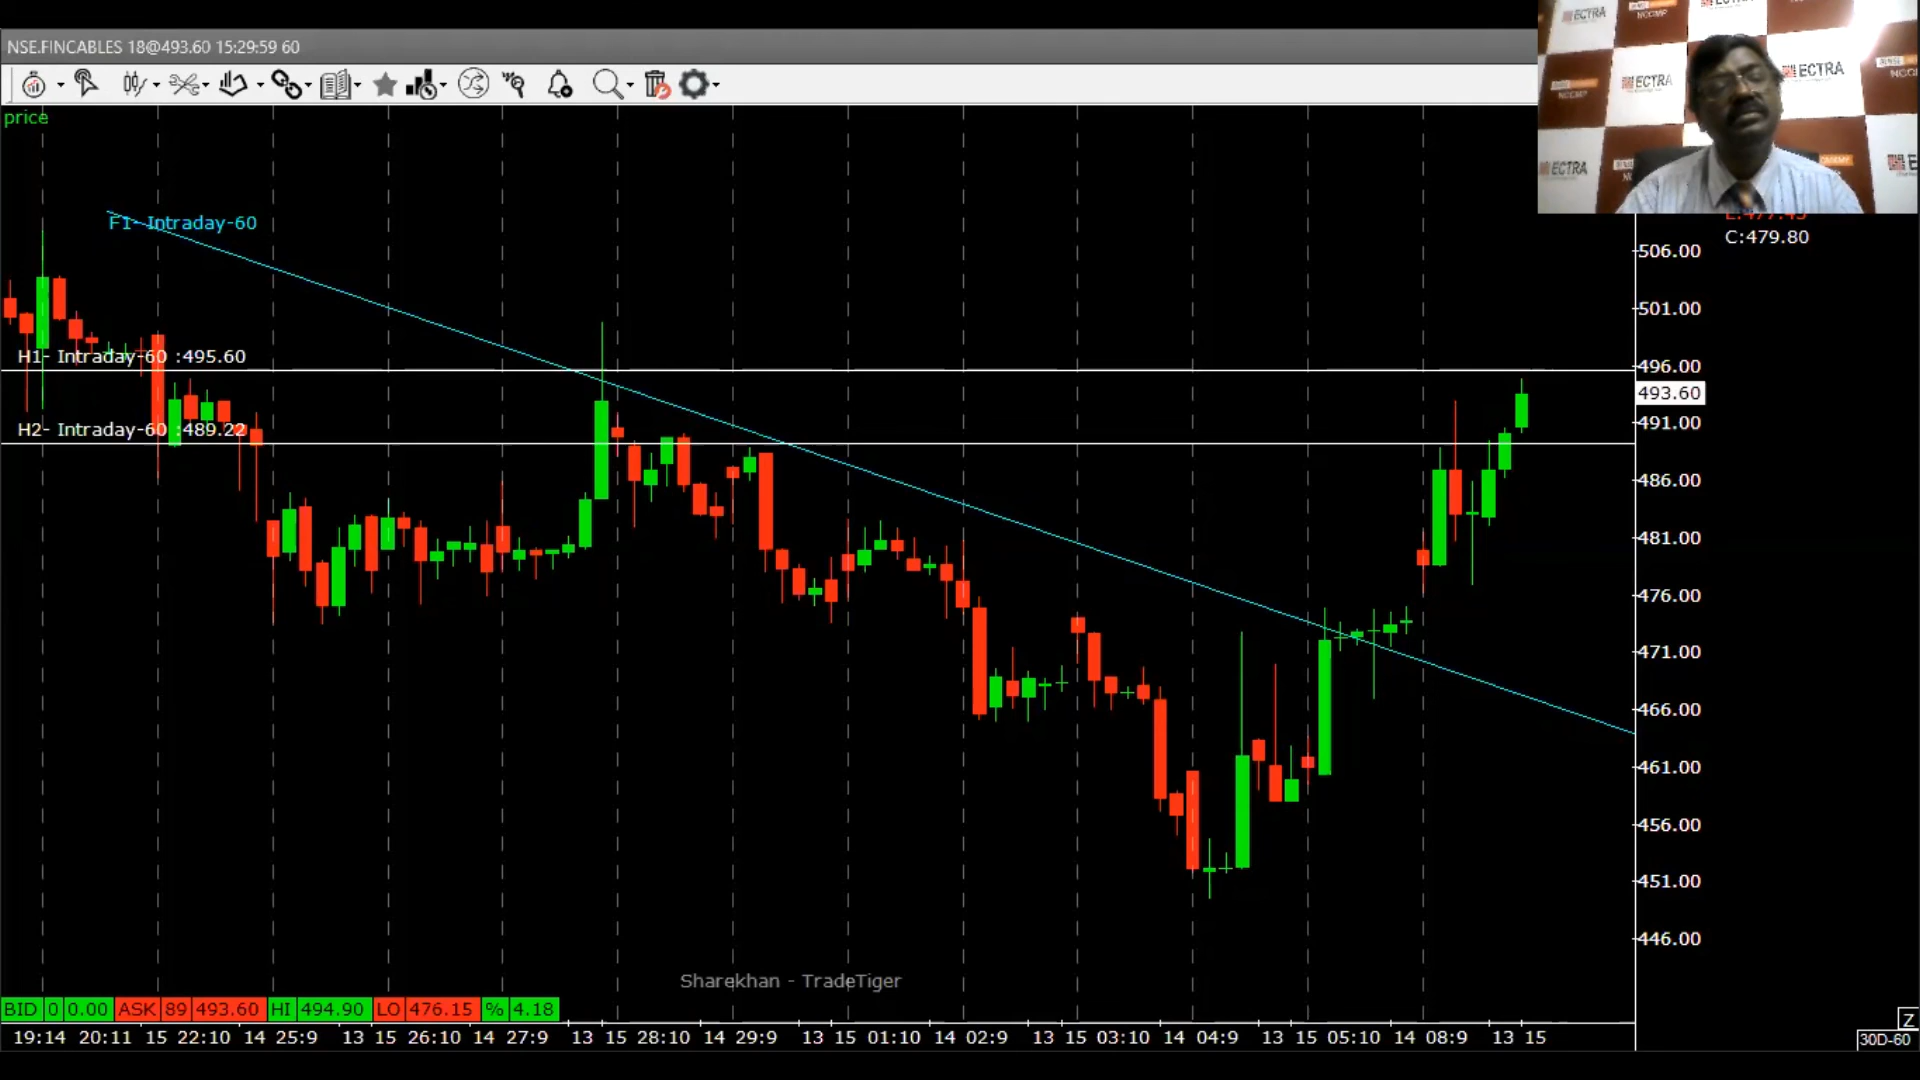 NSE.FINCABLES 18@493.60 15:29:59 60
price
F1- Intraday-60
H1- Intraday-60 :495.60
H2- Intraday-60 :489.22
C:479.80
506.00
501.00
496.00
493.60
491.00
486.00
481.00
476.00
471.00
466.00
461.00
456.00
451.00
446.00
ECTRA
ECTRA
ECTRA
ECTRA
Sharekhan - TradeTiger
BID 0 0.00 ASK 89 493.60 HI 494.90 LO 476.15 % 4.18
19:14 20:11 15 22:10 14 25:9 13 15 26:10 14 27:9 13 15 28:10 14 29:9 13 15 01:10 14 02:9 13 15 03:10 14 04:9 13 15 05:10 14 08:9 13 15
Z
30D-60